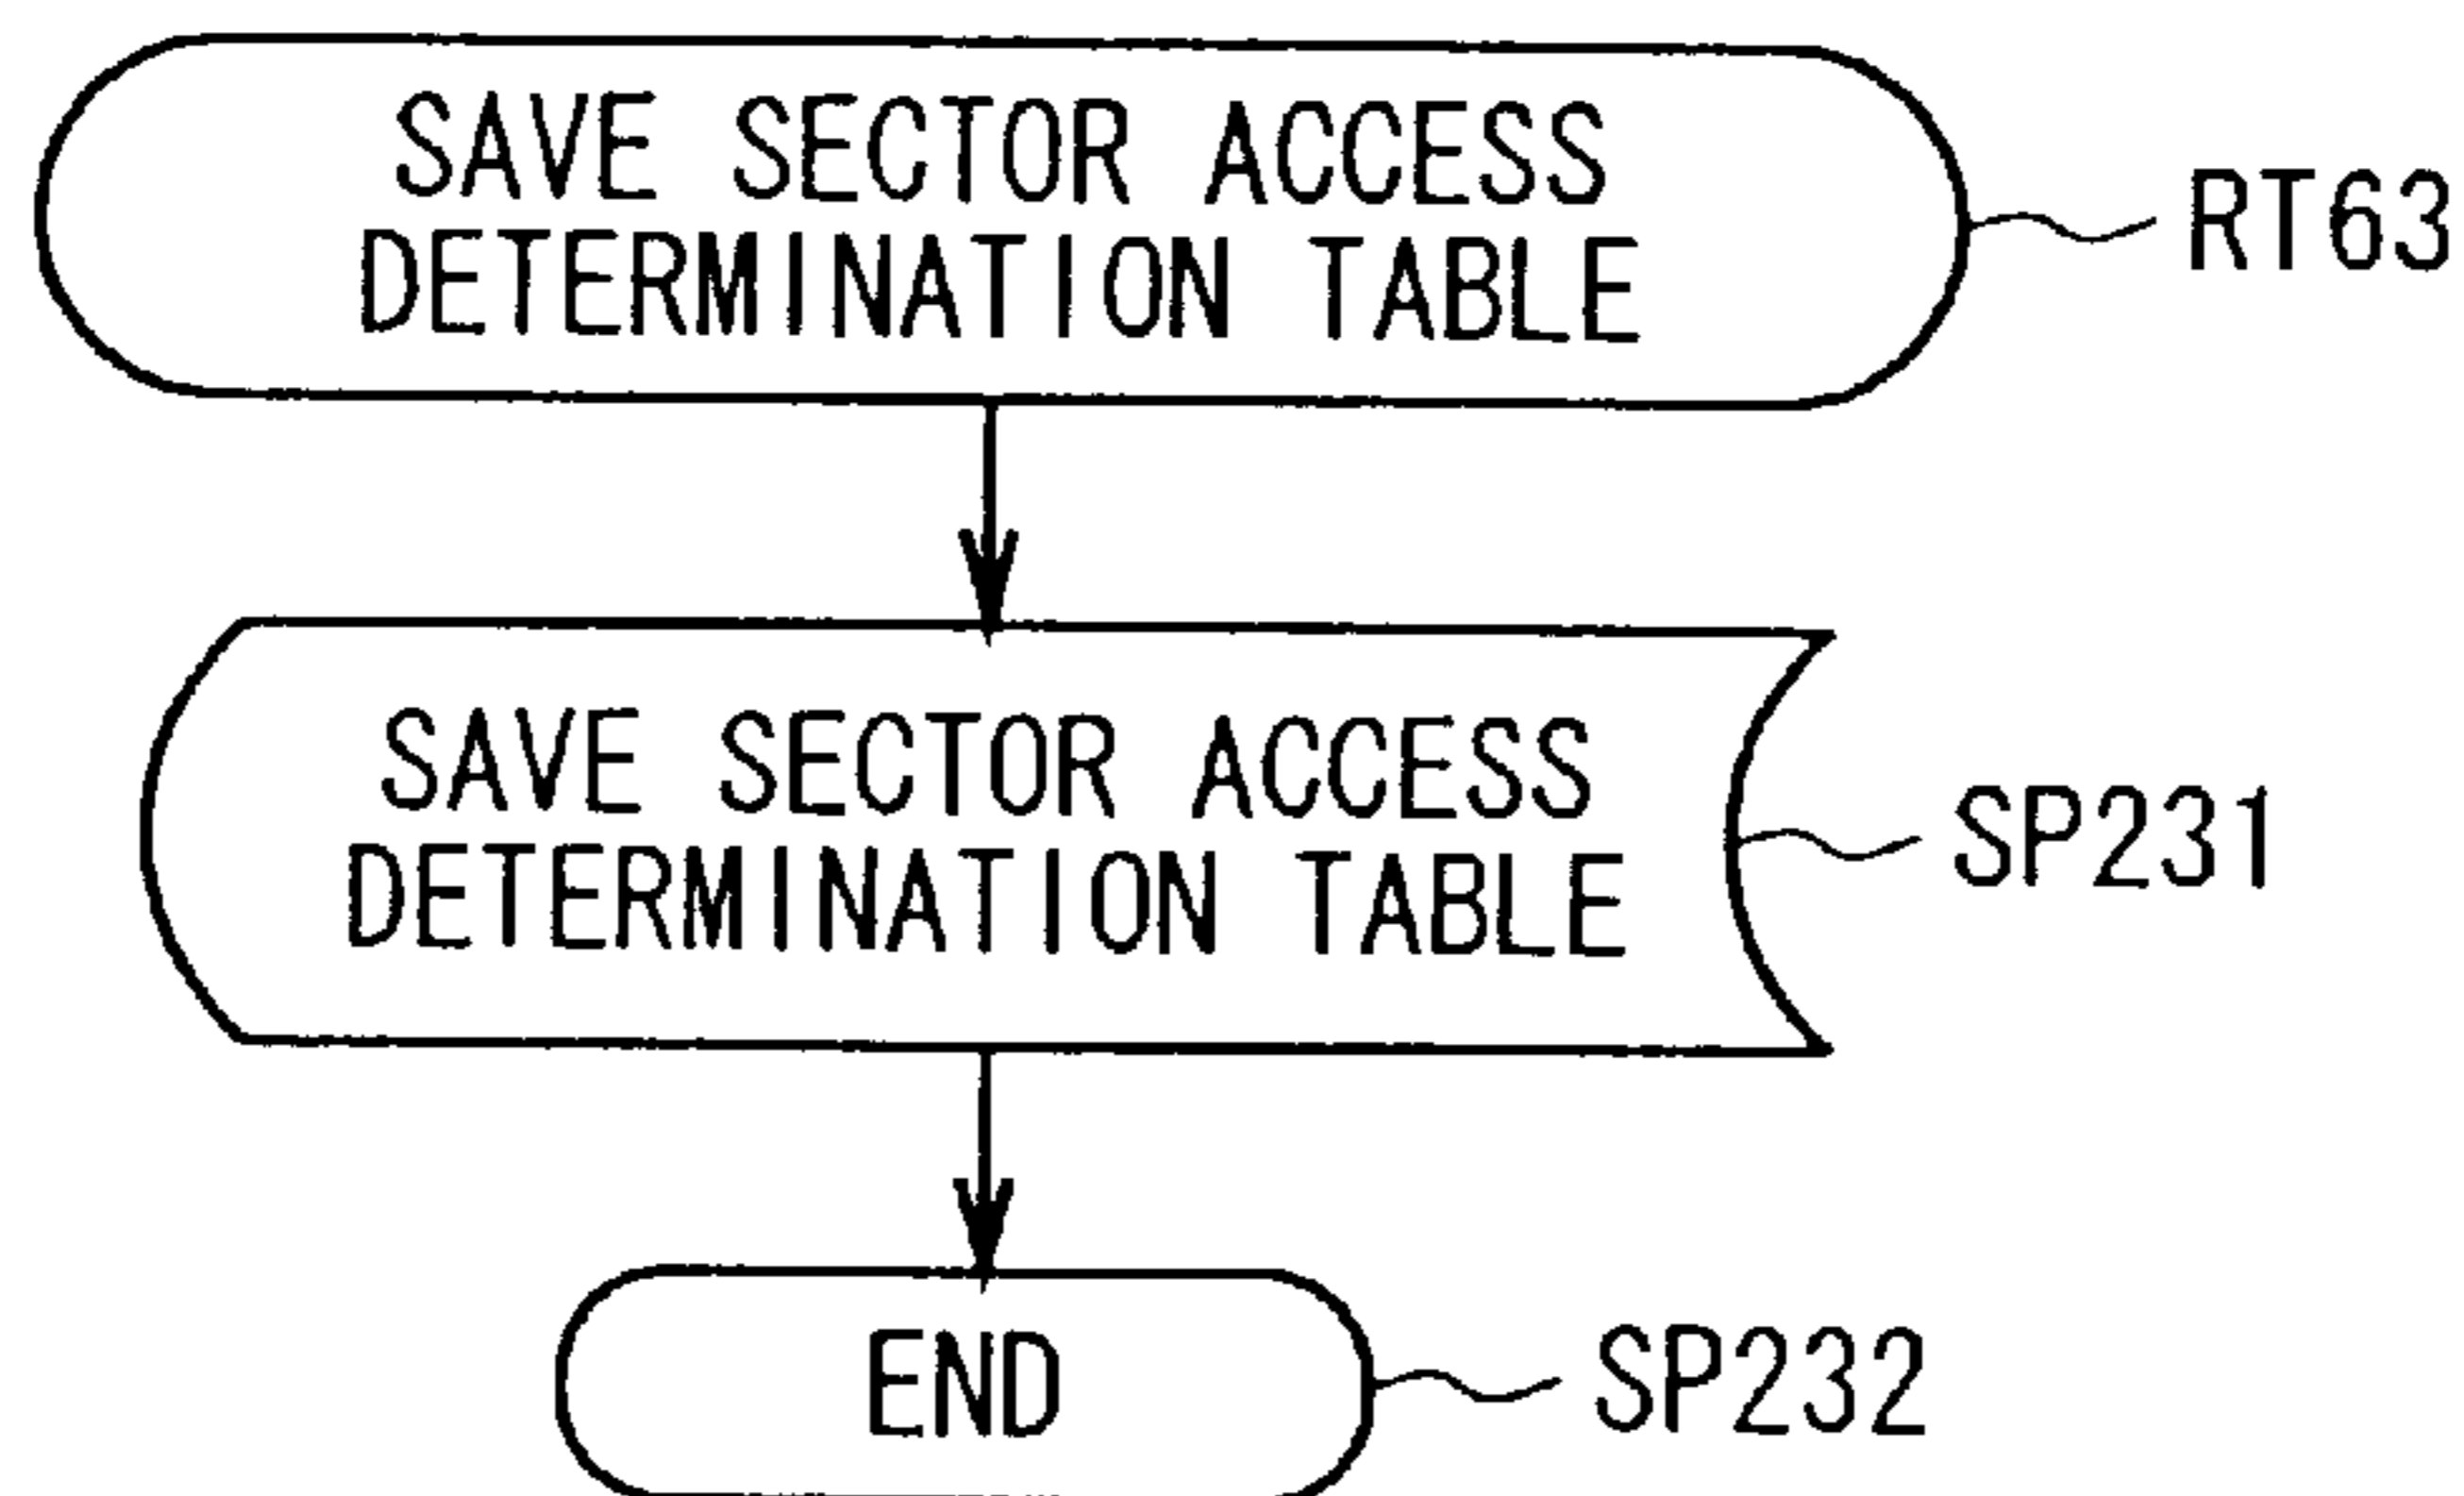 SAVE SECTOR ACCESS
DETERMINATION TABLE
RT63
SAVE SECTOR ACCESS
DETERMINATION TABLE
SP231
END
SP232